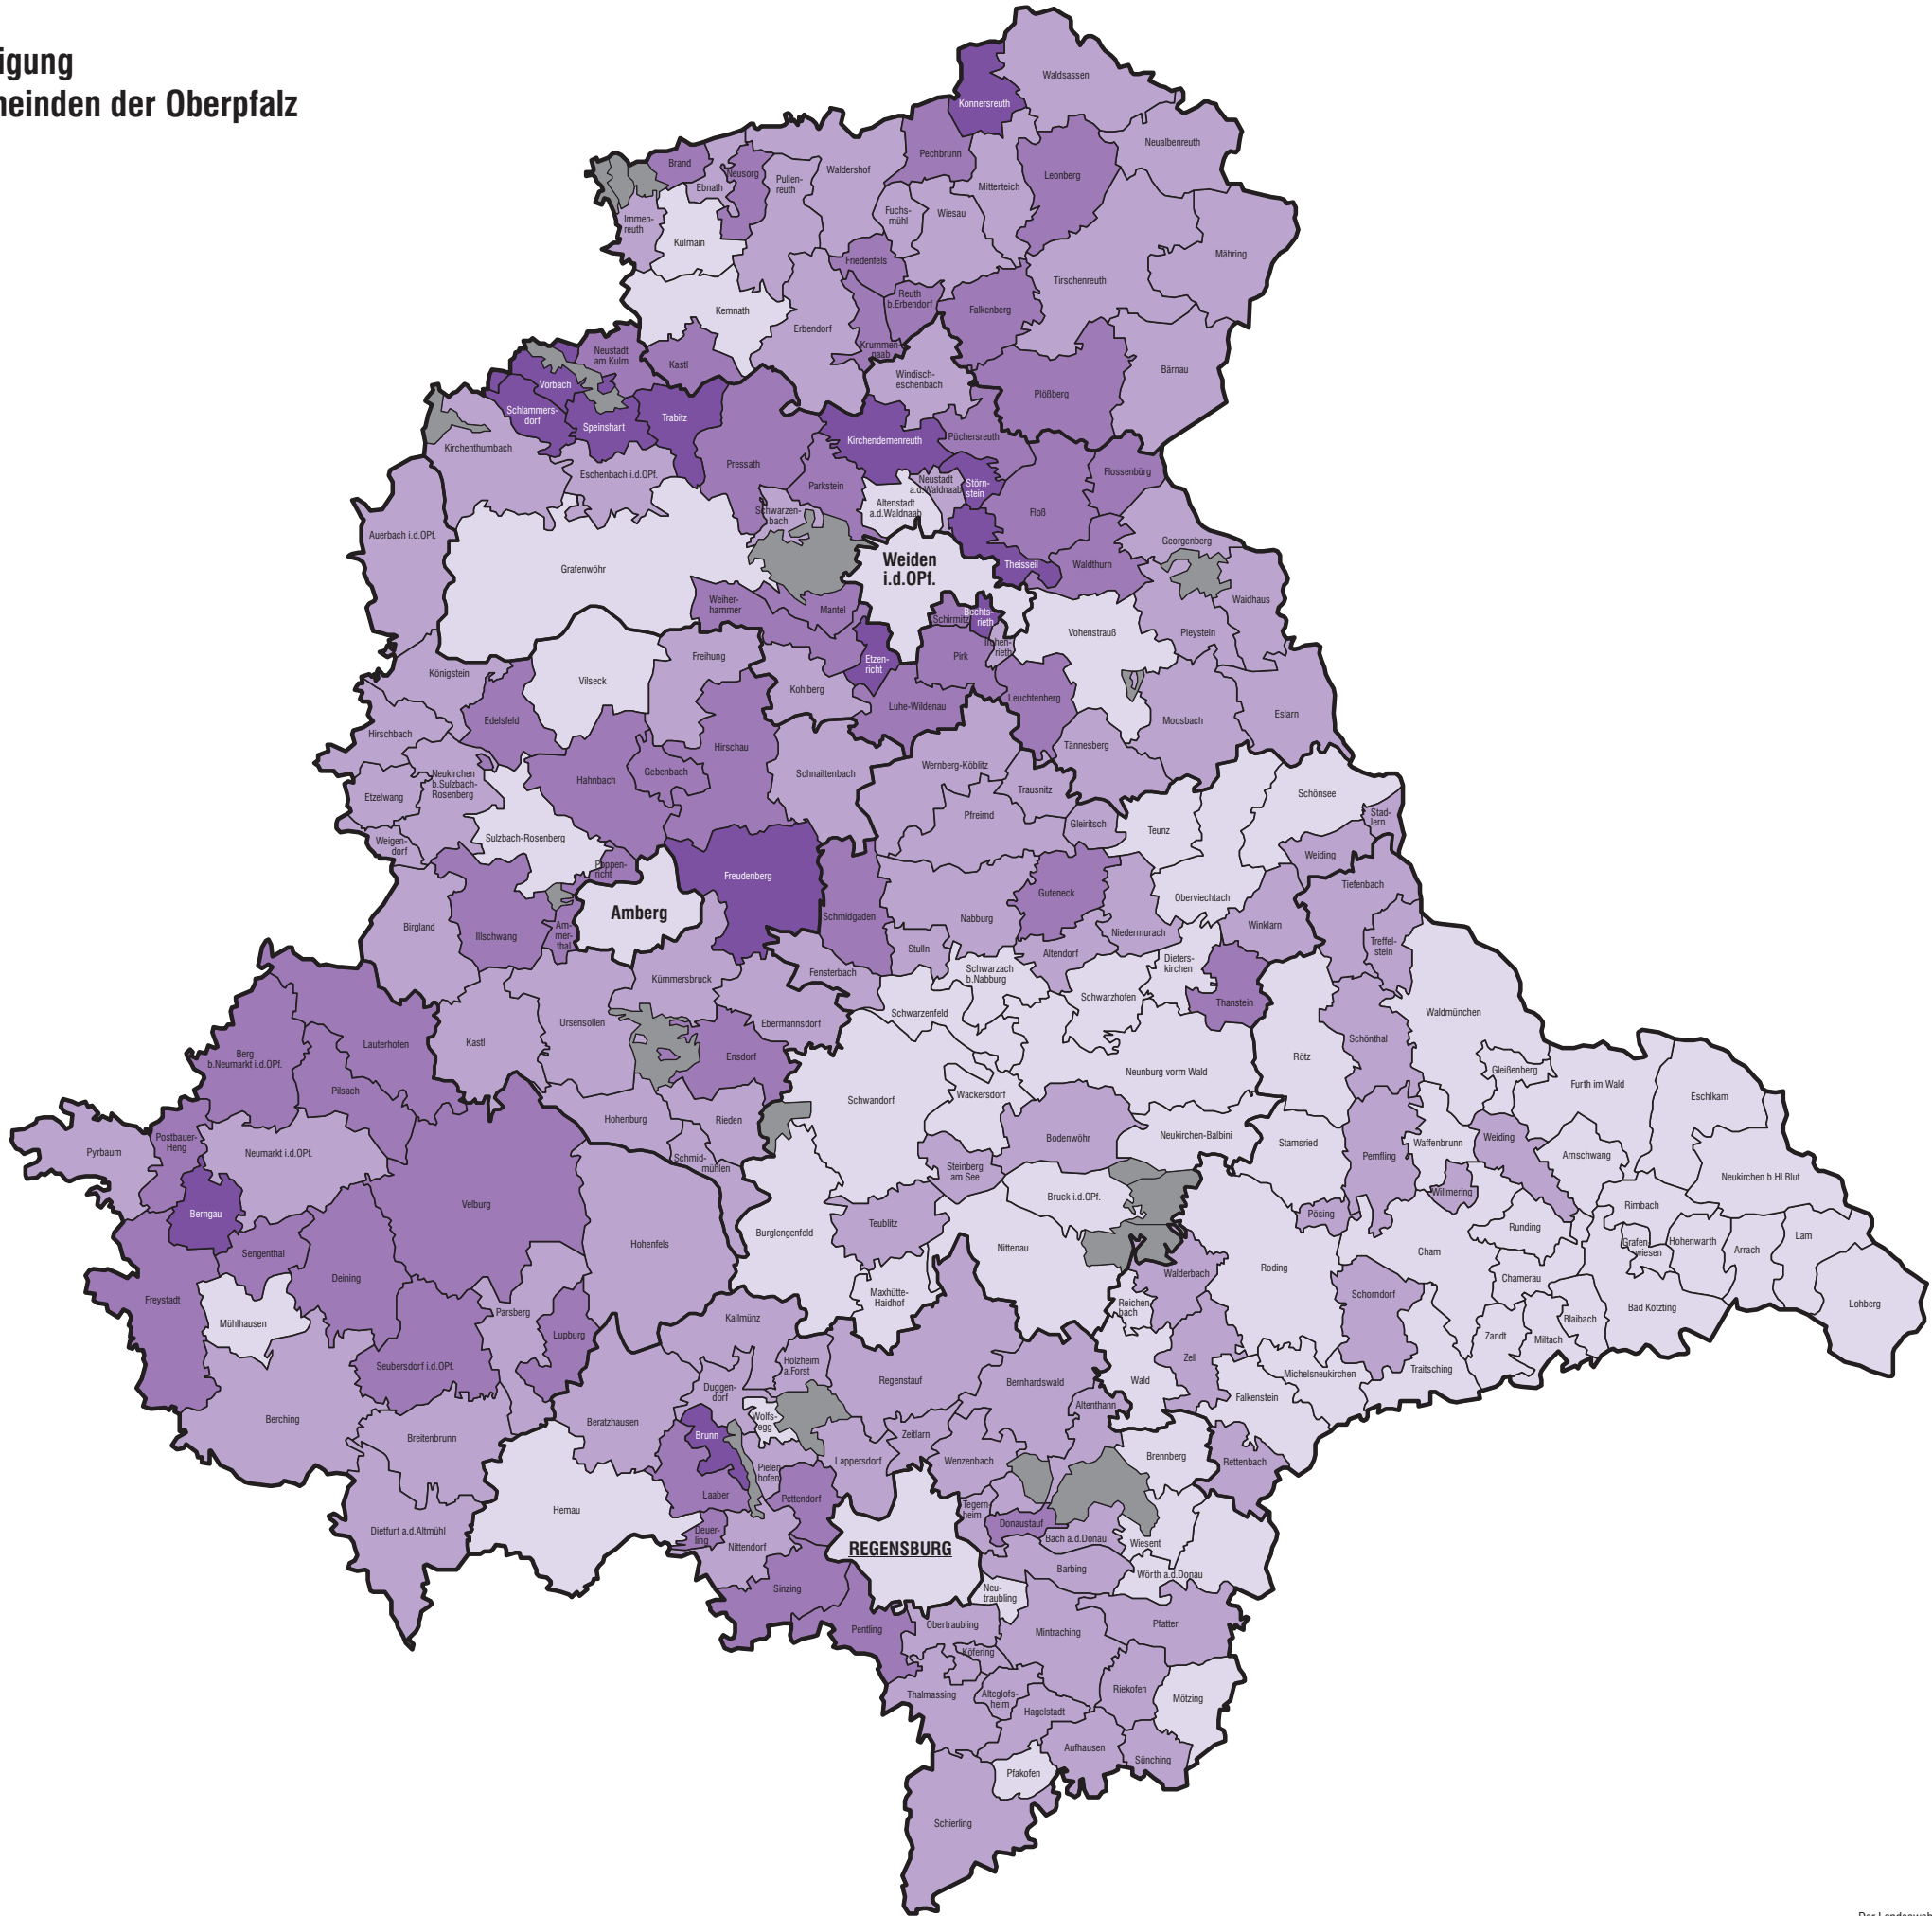 igung
neinden der Oberpfalz
Waldsassen
Konnersreuth
Neualbenreuth
Pechbrunn
Brand
Waldershof
Neusorg
Leonberg
Pullen-
reuth
Mitterteich
Ebnath
Fuchs-
mühl
Wiesau
Immen-
reuth
Kulmain
Mähring
Friedenfels
Tirschenreuth
Reuth
b.Erbendorf
Falkenberg
Kemnath
Erbendorf
Krummen-
naab
Neustadt
am Kulm
Kastl
Bärnau
Windisch-
eschenbach
Vorbach
Plößberg
Schlammers-
dorf
Trabitz
Speinshart
Püchersreuth
Kirchendemenreuth
Kirchenthumbach
Pressath
Flossenbürg
Eschenbach i.d.OPf.
Neustadt
a.d.Waldnaab
Störn-
stein
Parkstein
Altenstadt
a.d.Waldnaab
Schwarzen-
bach
Floß
Auerbach i.d.OPf.
Georgenberg
Weiden
i.d.OPf.
Grafenwöhr
Theisseil
Waldthurn
Waidhaus
Weiher-
hammer
Mantel
Bechts-
rieth
Schirmitz
Vohenstrauß
Pleystein
Irchen-
rieth
Pirk
Etzen-
richt
Freihung
Königstein
Vilseck
Kohlberg
Leuchtenberg
Luhe-Wildenau
Eslarn
Moosbach
Edelsfeld
Hirschbach
Tännesberg
Hirschau
Wernberg-Köblitz
Gebenbach
Schnaittenbach
Neukirchen
b.Sulzbach-
Rosenberg
Hahnbach
Trausnitz
Schönsee
Etzelwang
Pfreimd
Stad-
lern
Gleiritsch
Teunz
Sulzbach-Rosenberg
Weigen-
dorf
Weiding
Poppen-
richt
Freudenberg
Tiefenbach
Guteneck
Oberviechtach
Amberg
Schmidgaden
Nabburg
Winklarn
Birgland
Illschwang
Am-
mer-
thal
Niedermurach
Treffel-
stein
Stulln
Altendorf
Dieters-
kirchen
Fensterbach
Schwarzach
b.Nabburg
Kümmersbruck
Schwarzhofen
Thanstein
Schwarzenfeld
Waldmünchen
Ursensollen
Ebermannsdorf
Schönthal
Kastl
Lauterhofen
Berg
b.Neumarkt i.d.OPf.
Ensdorf
Rötz
Neunburg vorm Wald
Gleißenberg
Furth im Wald
Pilsach
Wackersdorf
Eschlkam
Schwandorf
Hohenburg
Rieden
Postbauer-
Heng
Bodenwöhr
Neukirchen-Balbini
Weiding
Stamsried
Waffenbrunn
Pyrbaum
Neumarkt i.d.OPf.
Arnschwang
Pemfling
Schmid-
mühlen
Steinberg
am See
Neukirchen b.Hl.Blut
Willmering
Bruck i.d.OPf.
Velburg
Rimbach
Berngau
Pösing
Teublitz
Runding
Burglengenfeld
Hohenfels
Grafen-
wiesen
Hohenwarth
Lam
Nittenau
Sengenthal
Cham
Arrach
Roding
Walderbach
Deining
Chamerau
Schorndorf
Freystadt
Maxhütte-
Haidhof
Lohberg
Reichen-
bach
Bad Kötzting
Parsberg
Kallmünz
Blaibach
Mühlhausen
Lupburg
Zandt
Miltach
Zell
Seubersdorf i.d.OPf.
Holzheim
a.Forst
Traitsching
Michelsneukirchen
Regenstauf
Bernhardswald
Wald
Duggen-
dorf
Falkenstein
Altenthann
Berching
Beratzhausen
Wolfs-
egg
Brunn
Zeitlarn
Breitenbrunn
Brennberg
Wenzenbach
Lappersdorf
Rettenbach
Pielen-
hofen
Laaber
Pettendorf
Hemau
Tegern-
heim
Donaustauf
Dietfurt a.d.Altmühl
Deuer-
ling
Bach a.d.Donau
Wiesent
Nittendorf
REGENSBURG
Barbing
Wörth a.d.Donau
Sinzing
Neu-
traubling
Obertraubling
Pfatter
Pentling
Mintraching
Köfering
Riekofen
Thalmassing
Alteglofs-
heim
Mötzing
Hagelstadt
Aufhausen
Sünching
Pfakofen
Schierling